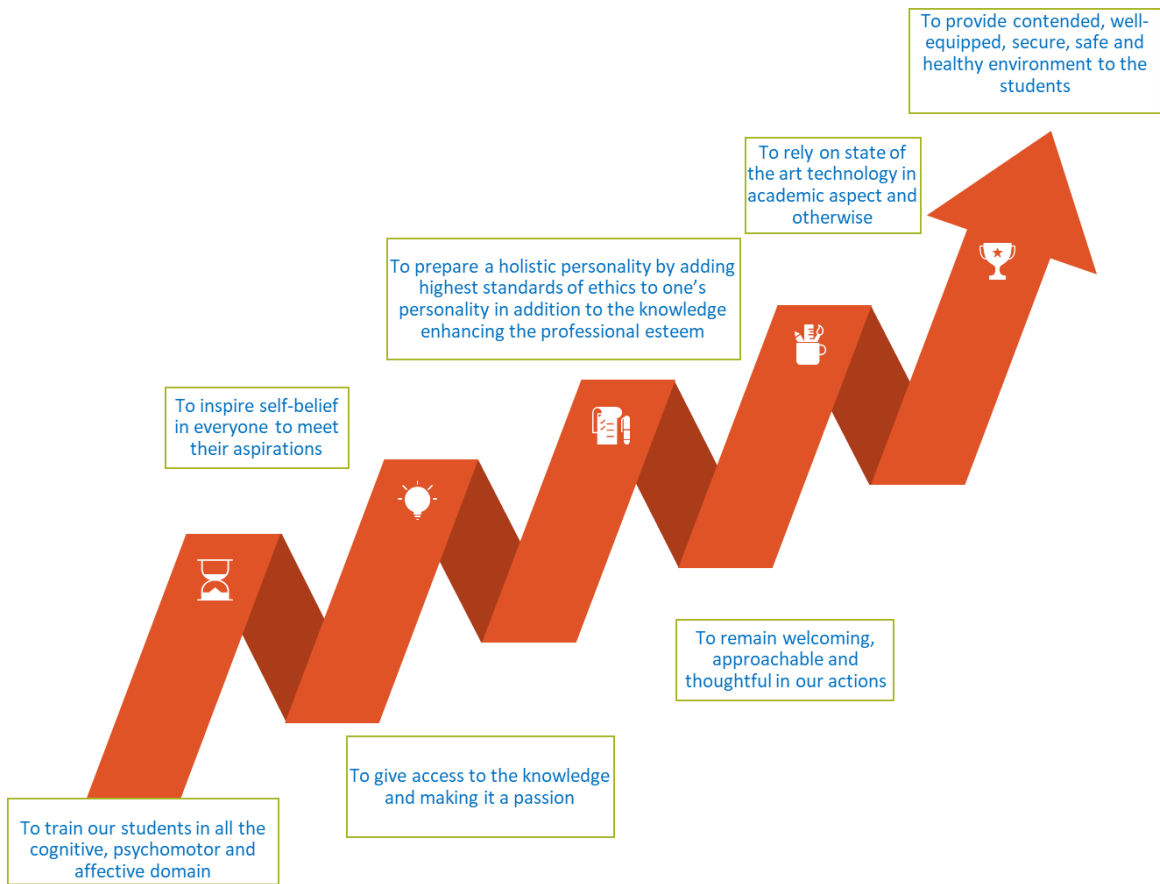 To provide contended, well-
equipped, secure, safe and
healthy environment to the
students
To rely on state of
the art technology in
academic aspect and
otherwise
To prepare a holistic personality by adding
highest standards of ethics to one’s
personality in addition to the knowledge
enhancing the professional esteem
To inspire self-belief
in everyone to meet
their aspirations
To remain welcoming,
approachable and
thoughtful in our actions
To give access to the knowledge
and making it a passion
To train our students in all the
cognitive, psychomotor and
affective domain